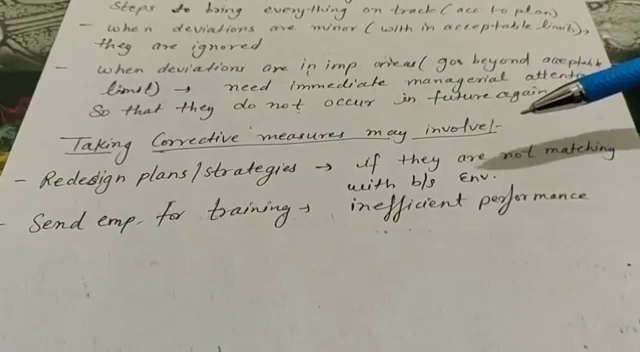 Steps to bring everything on track (acc to plan)
- when deviations are minor (with in acceptable limits),
they are ignored
- when deviations are in imp. areas ( goes beyond acceptable
limit) → need immediate managerial attent
So that they do not occur in future again
Taking Corrective measures may involve:-
- Redesign plans/strategies → if they are not matching
with b/s env.
- Send emp. for training → inefficient performance